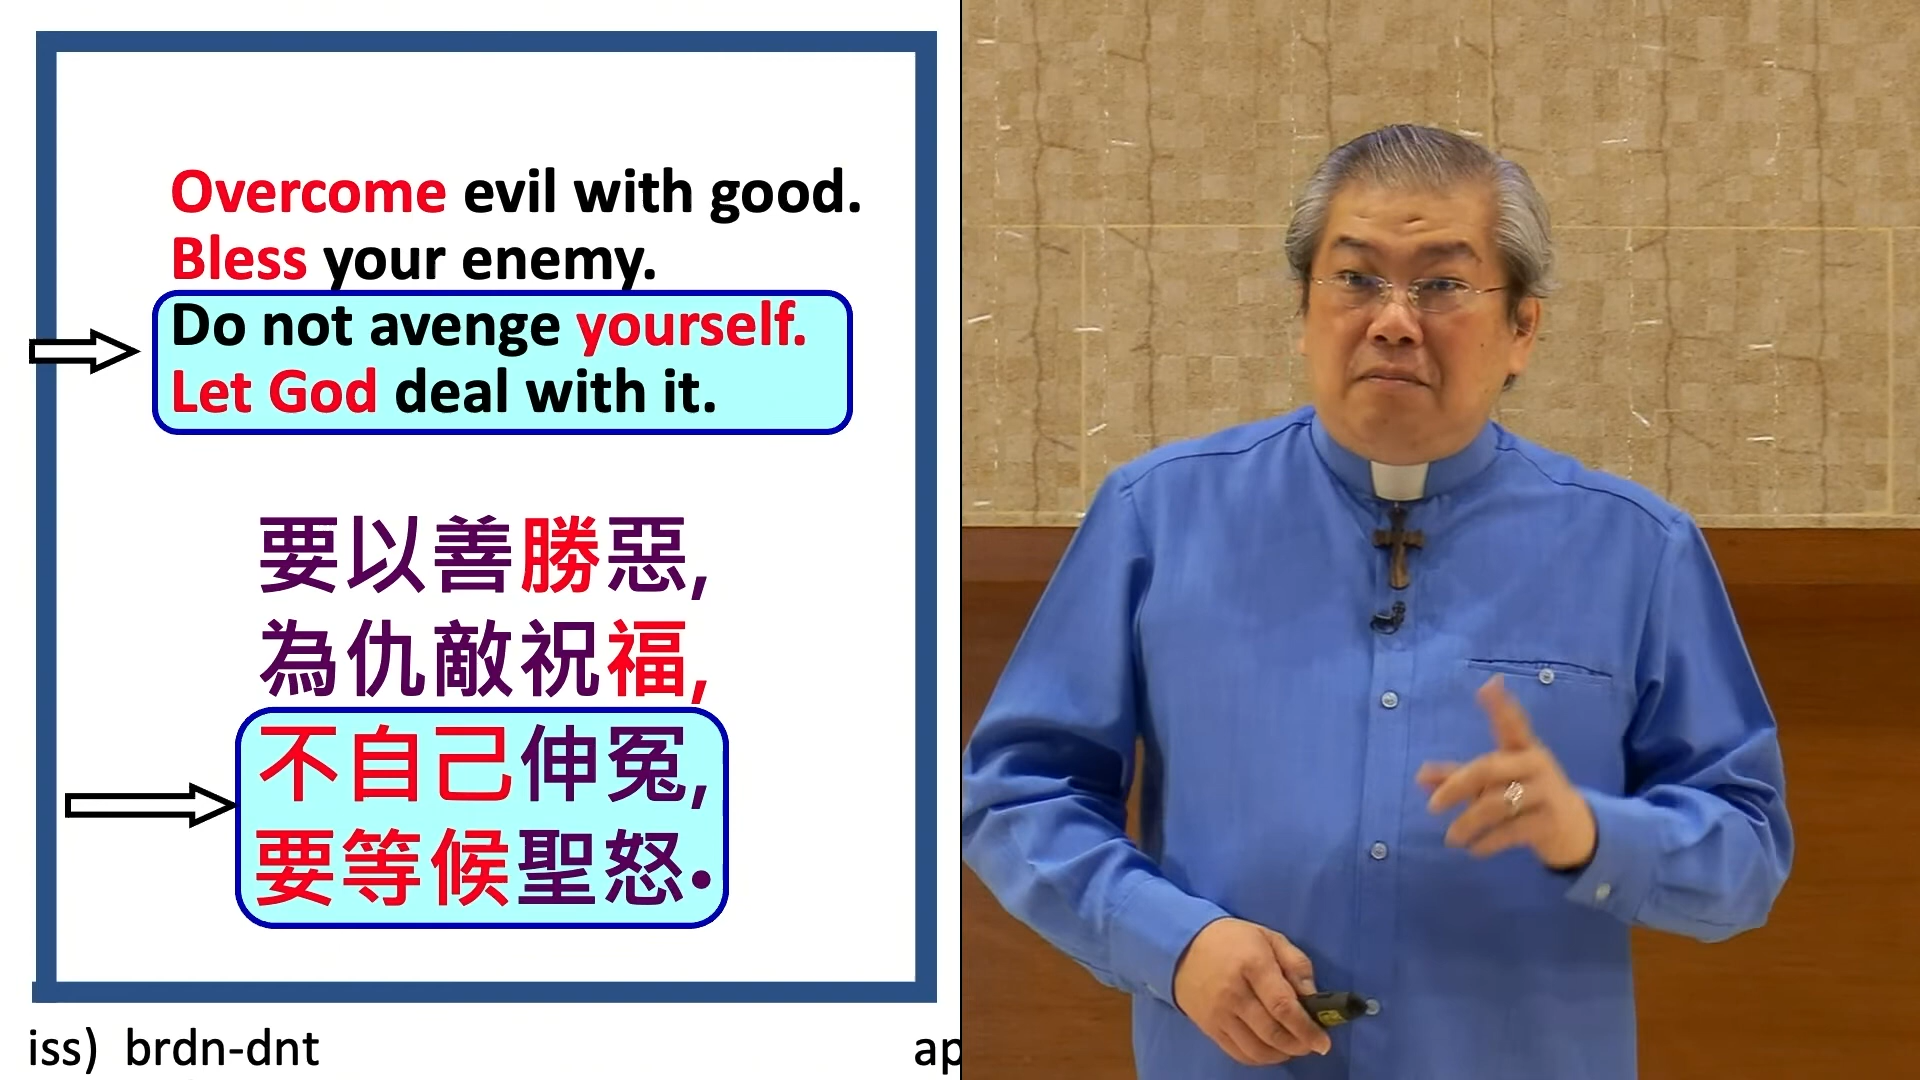 Overcome evil with good.
Bless your enemy.
Do not avenge yourself.
Let God deal with it.
要以善勝惡,
為仇敵祝福,
不自己伸冤,
要等候聖怒•
iss) brdn-dnt
ap